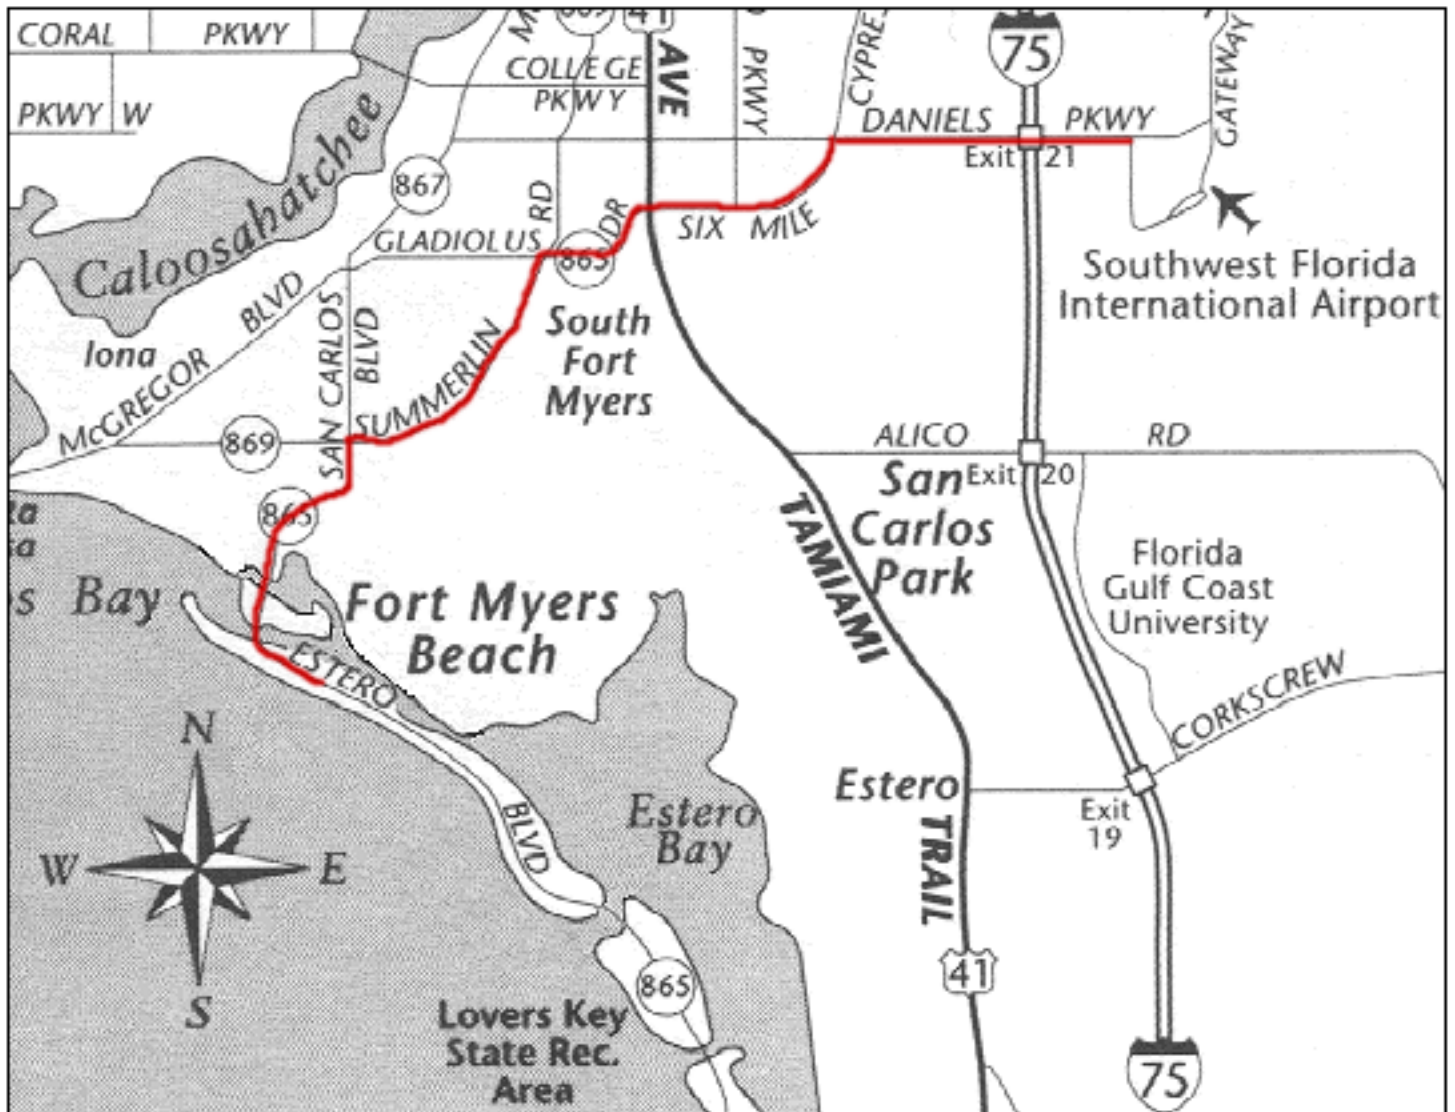 CORAL PKWY
PKWY W
COLLEGE
PKWY
41
AVE
PKWY
75
GATEWAY
DANIELS PKWY
Exit 21
Caloosahatchee
867
RD
DR
SIX MILE
GLADIOLUS
865
Southwest Florida
International Airport
BLVD
SAN CARLOS
BLVD
Iona
McGREGOR
SUMMERLIN
South
Fort
Myers
869
ALICO RD
Exit 20
San
Carlos
Park
865
TAMIAMI
Florida
Gulf Coast
University
Bay
Fort Myers
Beach
ESTERO
CORKSCREW
N
W E
S
Estero
TRAIL
Exit
19
Estero
Bay
BLVD
41
865
Lovers Key
State Rec.
Area
75